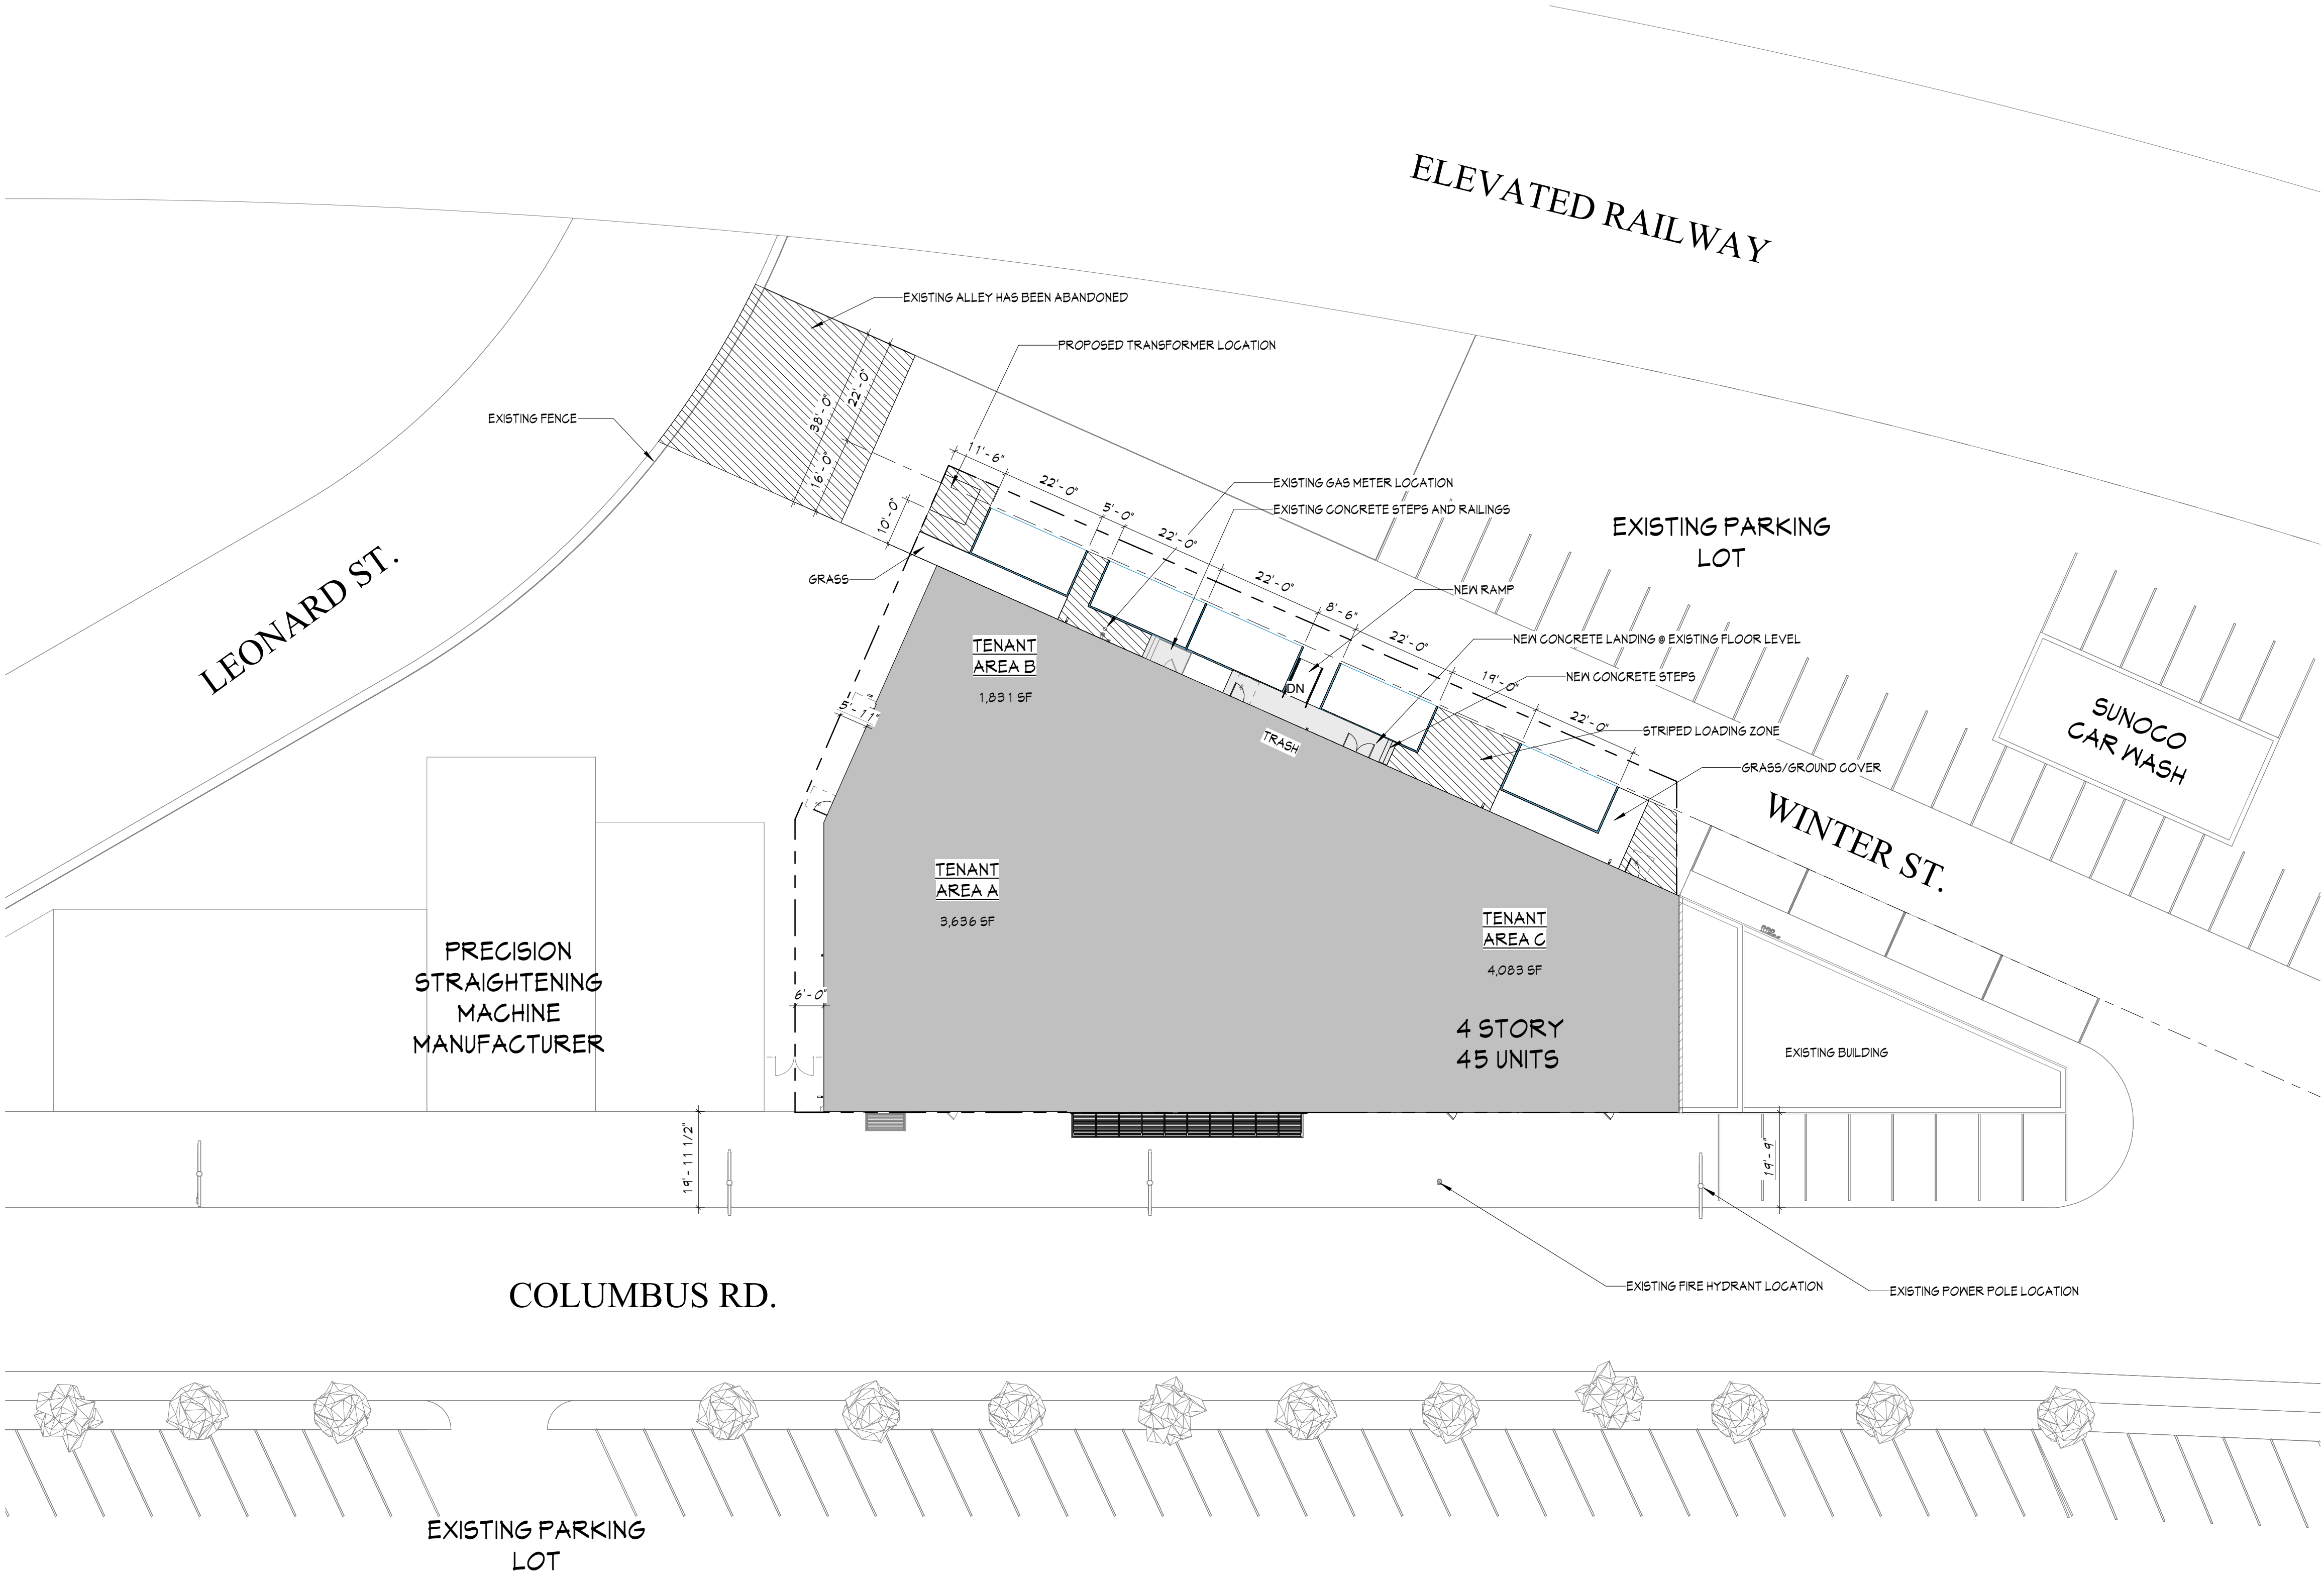 ELEVATED RAILWAY
EXISTING ALLEY HAS BEEN ABANDONED
PROPOSED TRANSFORMER LOCATION
22'-0"
38'-0"
16'-0"
EXISTING FENCE
11'-6"
22'-0"
5'-0"
22'-0"
22'-0"
8'-6"
22'-0"
19'-0"
22'-0"
10'-0"
EXISTING GAS METER LOCATION
EXISTING CONCRETE STEPS AND RAILINGS
EXISTING PARKING
LOT
LEONARD ST.
GRASS
NEW RAMP
NEW CONCRETE LANDING @ EXISTING FLOOR LEVEL
NEW CONCRETE STEPS
DN
TRASH
STRIPED LOADING ZONE
GRASS/GROUND COVER
SUNOCO
CAR WASH
WINTER ST.
TENANT
AREA B
1,831 SF
5'-11"
TENANT
AREA A
3,636 SF
TENANT
AREA C
4,083 SF
4 STORY
45 UNITS
PRECISION
STRAIGHTENING
MACHINE
MANUFACTURER
6'-0"
EXISTING BUILDING
19'-11 1/2"
19'-9"
EXISTING FIRE HYDRANT LOCATION
EXISTING POWER POLE LOCATION
COLUMBUS RD.
EXISTING PARKING
LOT